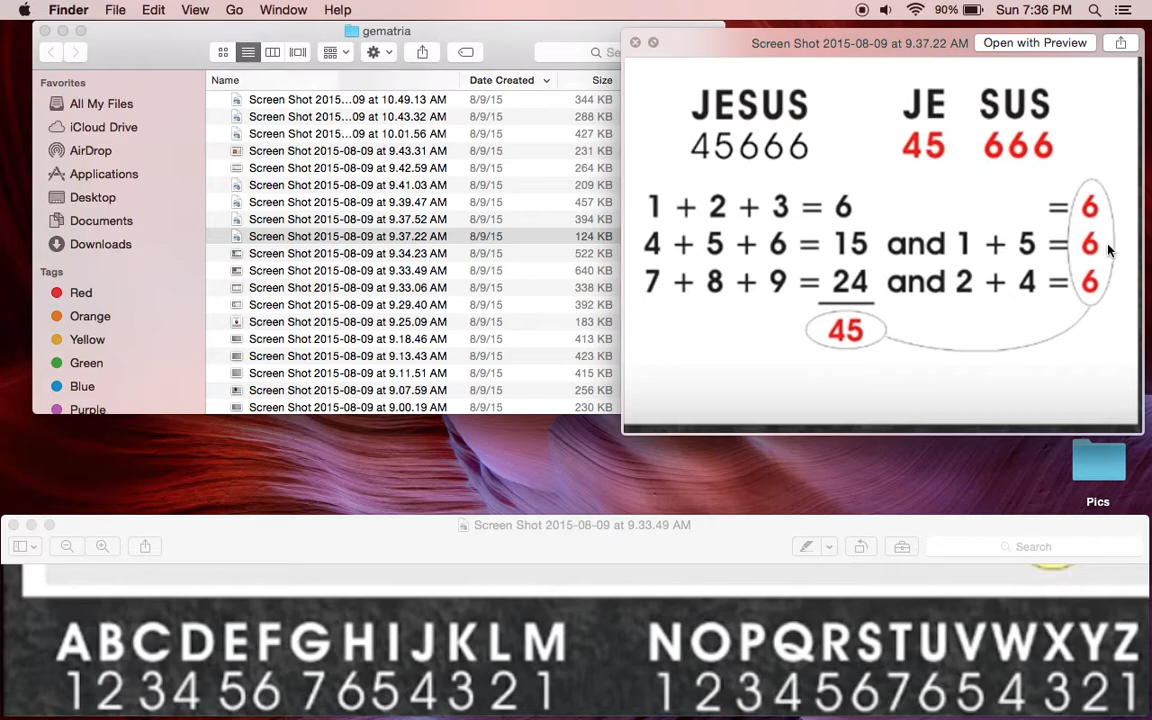 Finder File Edit View Go Window Help 90% Sun 7:36 PM
gematria
Name Date Created Size
Favorites
All My Files
iCloud Drive
AirDrop
Applications
Desktop
Documents
Downloads
Tags
Red
Orange
Yellow
Green
Blue
Purple
Screen Shot 2015...09 at 10.49.13 AM 8/9/15 344 KB
Screen Shot 2015...09 at 10.43.32 AM 8/9/15 288 KB
Screen Shot 2015...09 at 10.01.56 AM 8/9/15 427 KB
Screen Shot 2015-08-09 at 9.43.31 AM 8/9/15 231 KB
Screen Shot 2015-08-09 at 9.42.59 AM 8/9/15 264 KB
Screen Shot 2015-08-09 at 9.41.03 AM 8/9/15 209 KB
Screen Shot 2015-08-09 at 9.39.47 AM 8/9/15 457 KB
Screen Shot 2015-08-09 at 9.37.52 AM 8/9/15 394 KB
Screen Shot 2015-08-09 at 9.37.22 AM 8/9/15 124 KB
Screen Shot 2015-08-09 at 9.34.23 AM 8/9/15 522 KB
Screen Shot 2015-08-09 at 9.33.49 AM 8/9/15 640 KB
Screen Shot 2015-08-09 at 9.33.06 AM 8/9/15 338 KB
Screen Shot 2015-08-09 at 9.29.40 AM 8/9/15 392 KB
Screen Shot 2015-08-09 at 9.25.09 AM 8/9/15 183 KB
Screen Shot 2015-08-09 at 9.18.46 AM 8/9/15 413 KB
Screen Shot 2015-08-09 at 9.13.43 AM 8/9/15 423 KB
Screen Shot 2015-08-09 at 9.11.51 AM 8/9/15 415 KB
Screen Shot 2015-08-09 at 9.07.59 AM 8/9/15 390 KB
Screen Shot 2015-08-09 at 9.00.19 AM 8/9/15 230 KB
Screen Shot 2015-08-09 at 9.37.22 AM Open with Preview
JESUS JE SUS
45666 45 666
1 + 2 + 3 = 6 = 6
4 + 5 + 6 = 15 and 1 + 5 = 6
7 + 8 + 9 = 24 and 2 + 4 = 6
45
Pics
Screen Shot 2015-08-09 at 9.33.49 AM
Search
ABCDEFGHIJKLM NOPQRSTUVWXYZ
1234567654321 1234567654321